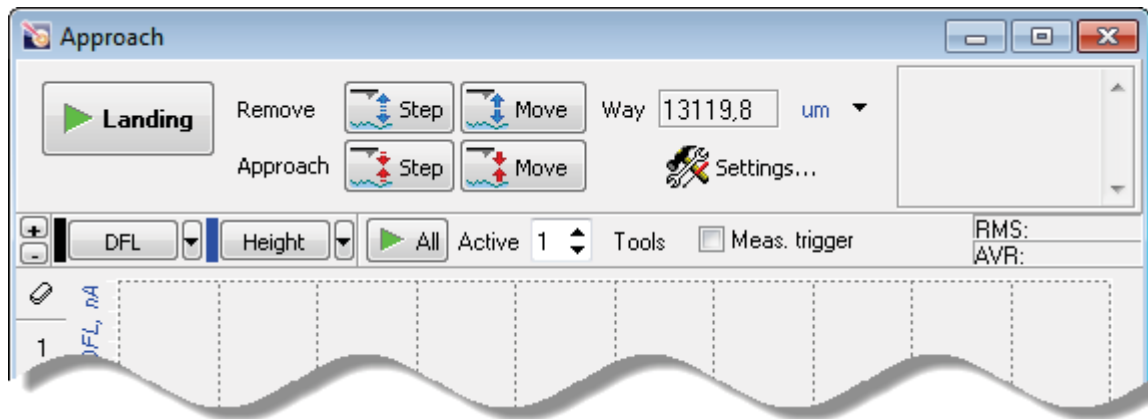 Approach
Landing Remove Step Move Way 13119,8 um
Approach Step Move Settings...
+
-
DFL Height All Active 1 Tools Meas. trigger RMS:
AVR:
DFL, nA
1